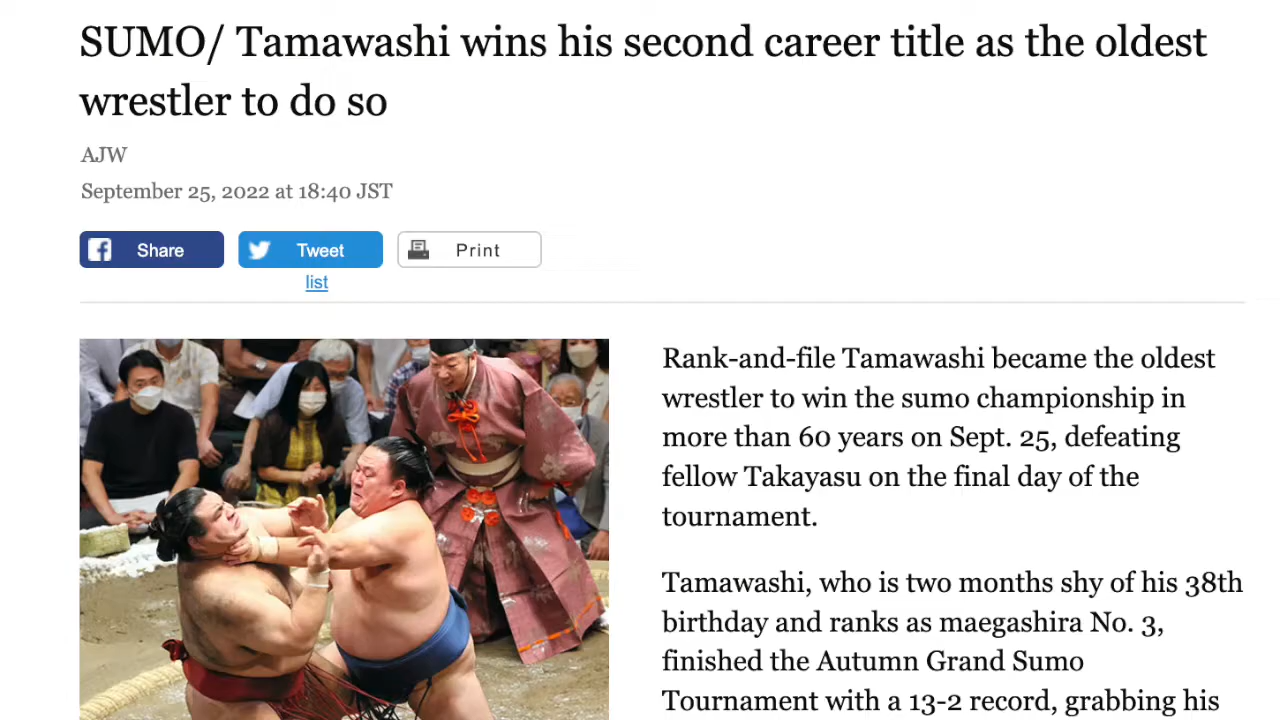 SUMO/ Tamawashi wins his second career title as the oldest
wrestler to do so
AJW
September 25, 2022 at 18:40 JST
Share
Tweet
Print
list
Rank-and-file Tamawashi became the oldest
wrestler to win the sumo championship in
more than 60 years on Sept. 25, defeating
fellow Takayasu on the final day of the
tournament.
Tamawashi, who is two months shy of his 38th
birthday and ranks as maegashira No. 3,
finished the Autumn Grand Sumo
Tournament with a 13-2 record, grabbing his